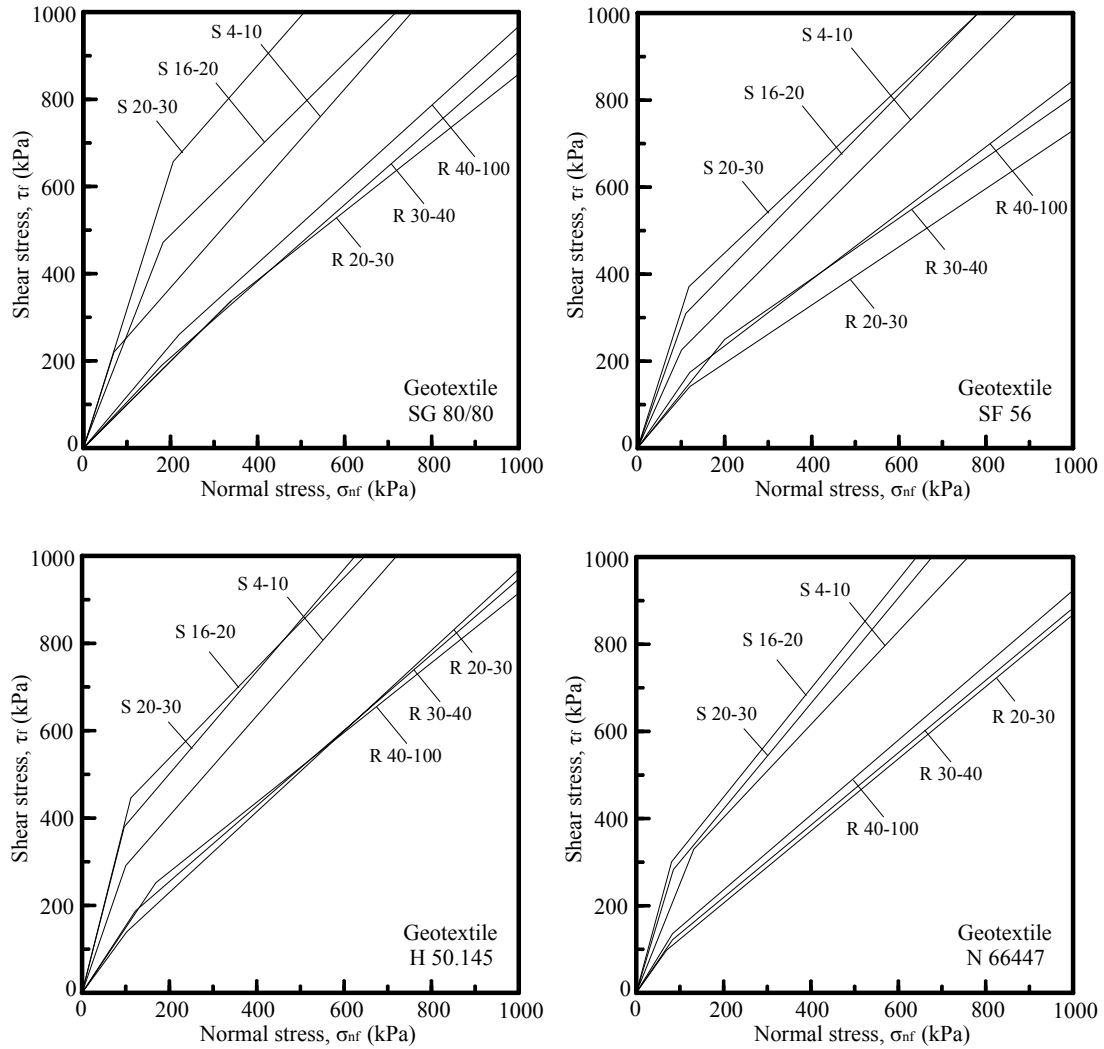 1000
800
600
400
200
0
Shear stress, τf (kPa)
S 4-10
S 16-20
S 20-30
R 40-100
R 30-40
R 20-30
Geotextile
SG 80/80
0
200
400
600
800
1000
Normal stress, σnf (kPa)
1000
800
600
400
200
0
Shear stress, τf (kPa)
S 4-10
S 16-20
S 20-30
R 40-100
R 30-40
R 20-30
Geotextile
SF 56
0
200
400
600
800
1000
Normal stress, σnf (kPa)
1000
800
600
400
200
0
Shear stress, τf (kPa)
S 4-10
S 16-20
S 20-30
R 20-30
R 30-40
R 40-100
Geotextile
H 50.145
0
200
400
600
800
1000
Normal stress, σnf (kPa)
1000
800
600
400
200
0
Shear stress, τf (kPa)
S 4-10
S 16-20
S 20-30
R 20-30
R 30-40
R 40-100
Geotextile
N 66447
0
200
400
600
800
1000
Normal stress, σnf (kPa)